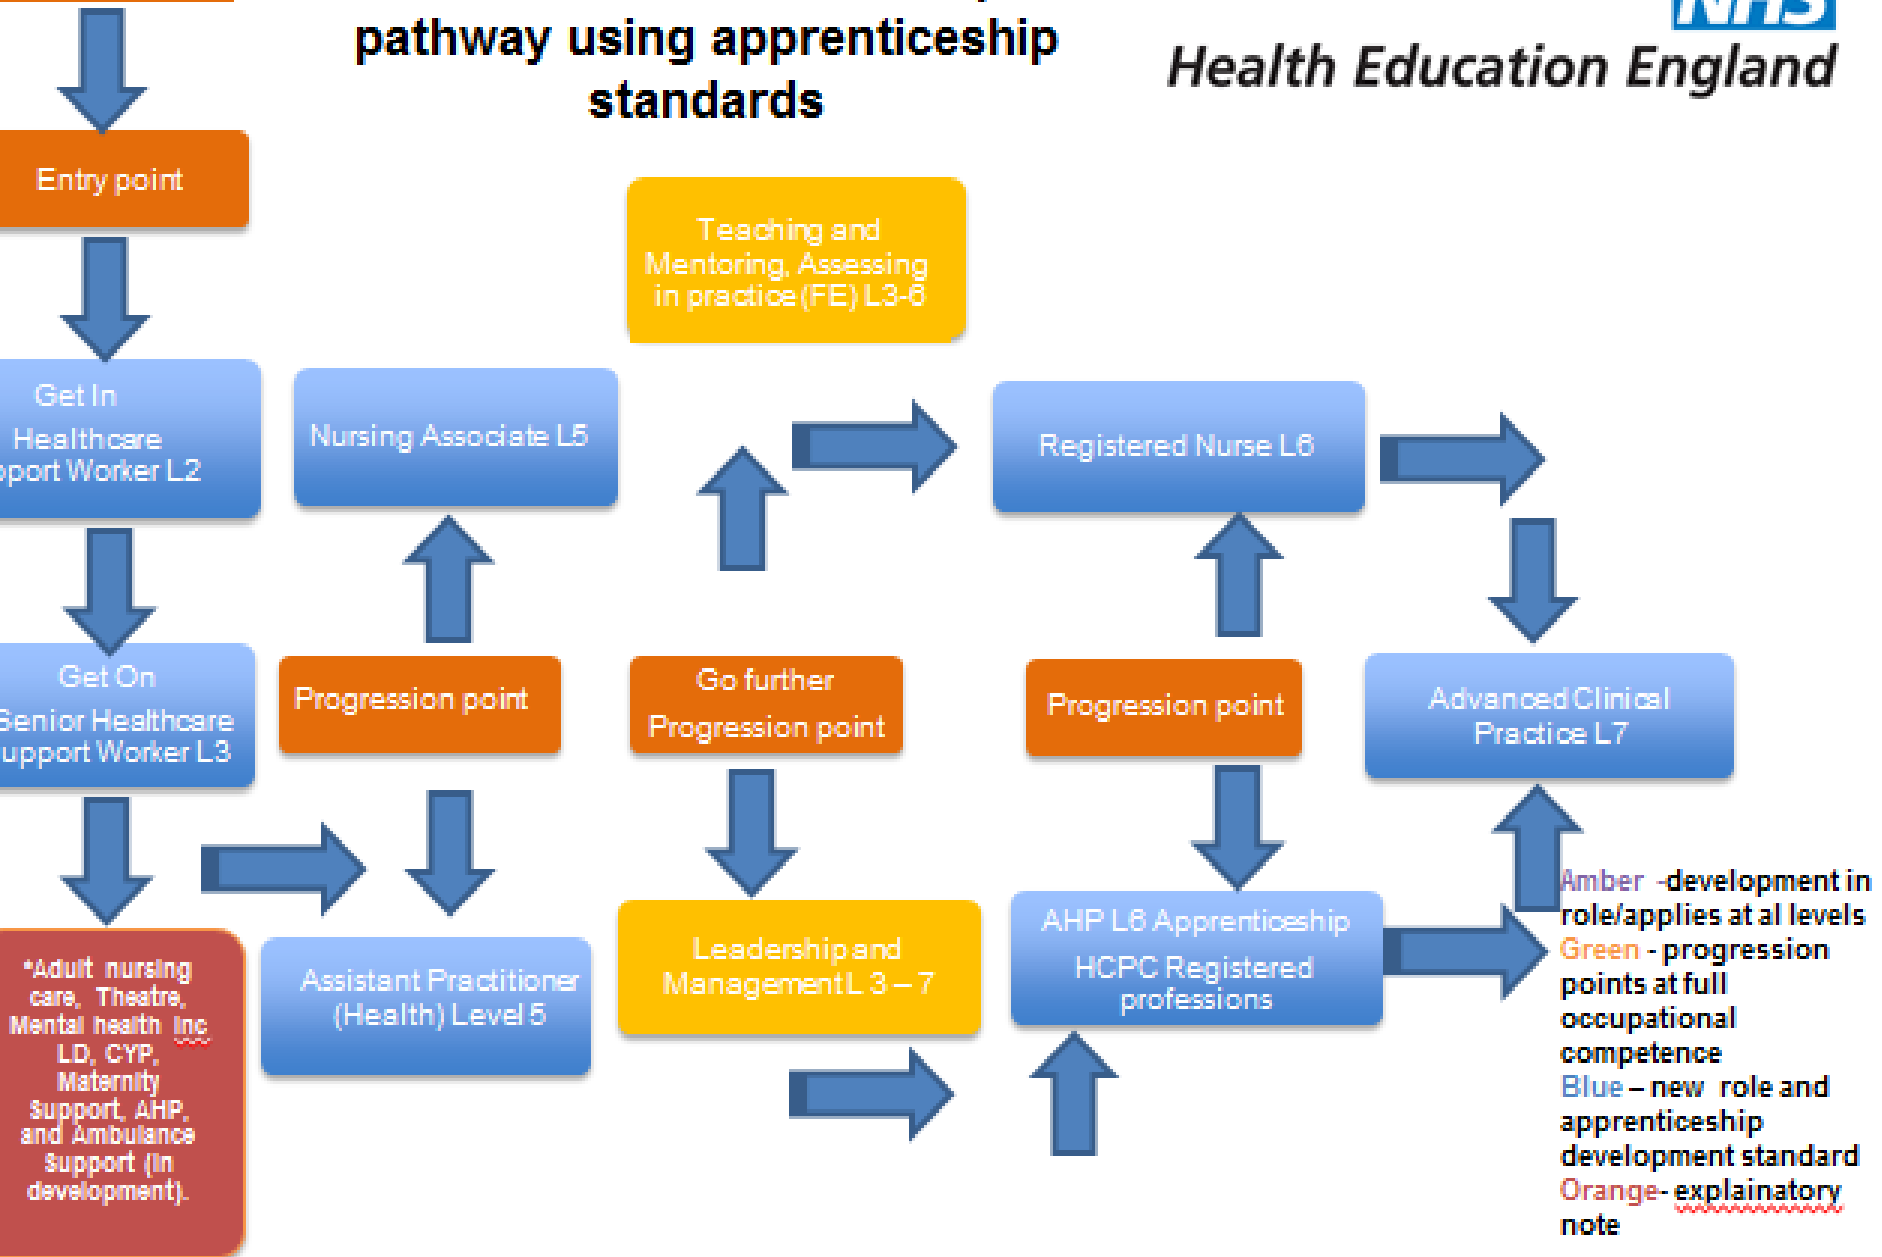 pathway using apprenticeship
standards
NHS
Health Education England
Entry point
Teaching and
Mentoring, Assessing
in practice (FE) L3-6
Get In
Healthcare
Worker L2
Nursing Associate L5
Registered Nurse L6
Get On
Senior Healthcare
Worker L3
Progression point
Go further
Progression point
Progression point
Advanced Clinical
Practice L7
*Adult nursing
care, Theatre,
Mental health inc
LD, CYP,
Maternity
Support, AHP,
and Ambulance
Support (in
development).
Assistant Practitioner
(Health) Level 5
Leadership and
Management L 3 – 7
AHP L6 Apprenticeship
HCPC Registered
professions
Amber -development in
role/applies at al levels
Green - progression
points at full
occupational
competence
Blue – new role and
apprenticeship
development standard
Orange- explainatory
note